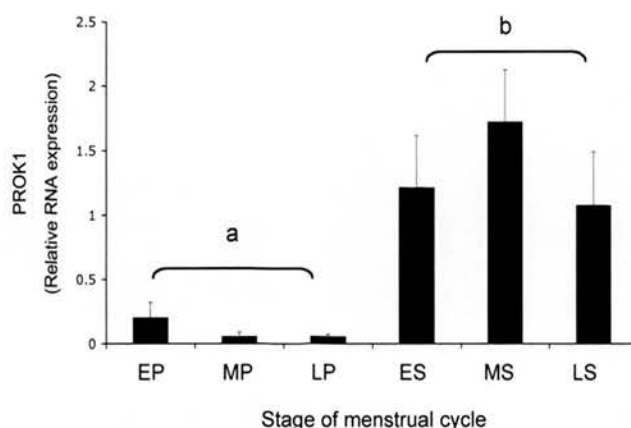 PROK1
(Relative RNA expression)
2.5
2
1.5
1
0.5
0
a
b
EP MP LP ES MS LS
Stage of menstrual cycle